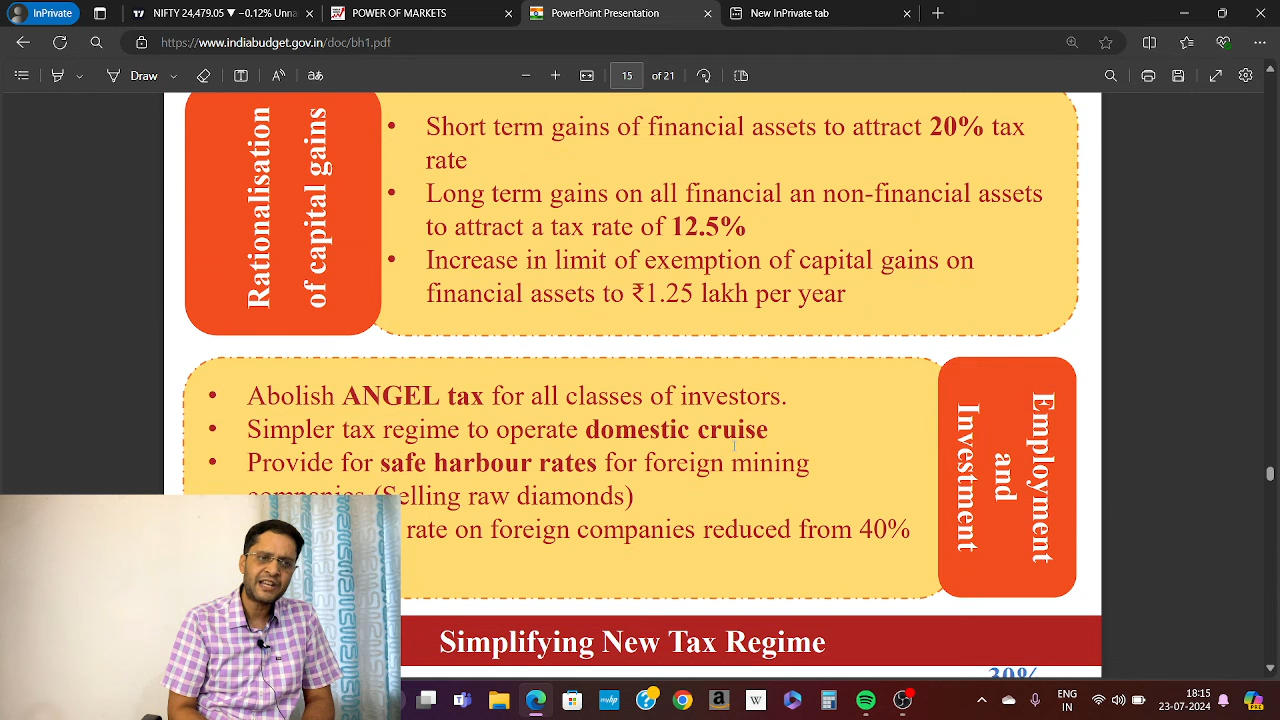 InPrivate
NIFTY 24,479.05 ▼ −0.12% Unna
POWER OF MARKETS
PowerPoint Presentation
New InPrivate tab
https://www.indiabudget.gov.in/doc/bh1.pdf
Draw
15 of 21
Rationalisation
of capital gains
• Short term gains of financial assets to attract 20% tax
rate
• Long term gains on all financial an non-financial assets
to attract a tax rate of 12.5%
• Increase in limit of exemption of capital gains on
financial assets to ₹1.25 lakh per year
• Abolish ANGEL tax for all classes of investors.
• Simpler tax regime to operate domestic cruise
• Provide for safe harbour rates for foreign mining
companies (Selling raw diamonds)
rate on foreign companies reduced from 40%
Employment
and
Investment
Simplifying New Tax Regime
30%
ENG
IN
18:13
23-07-2024